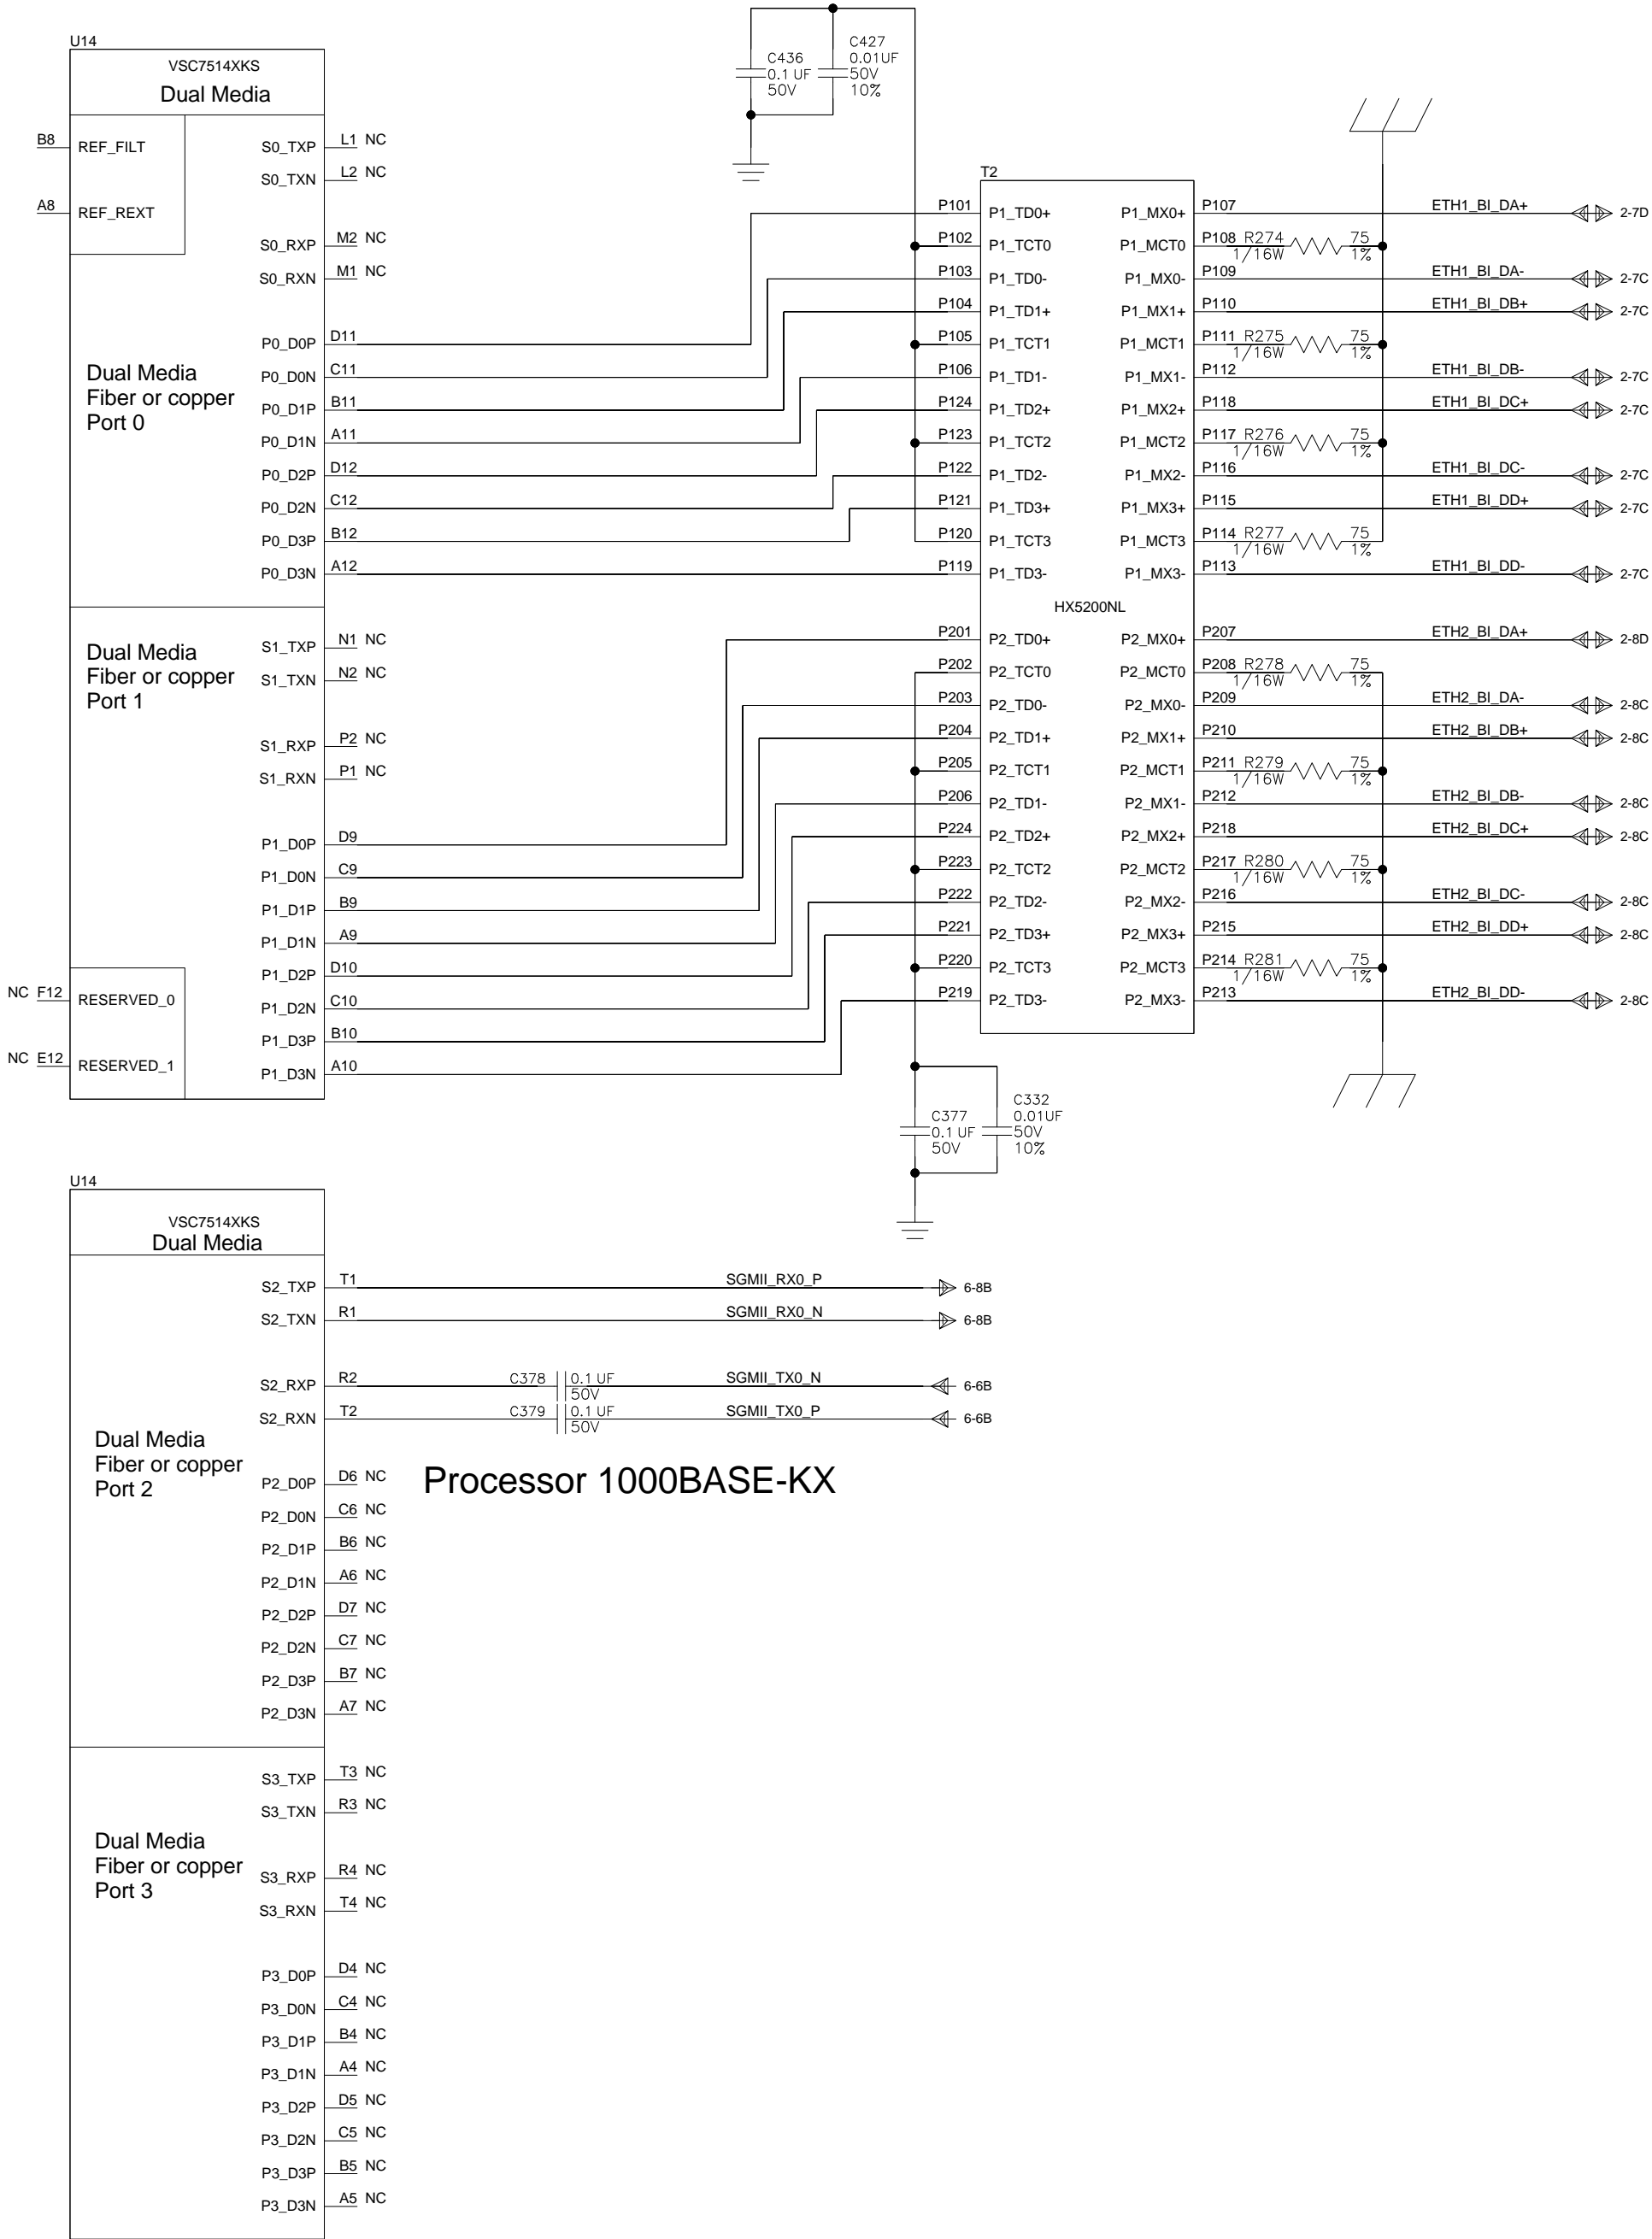 U14
VSC7514XKS
Dual Media
B8 REF_FILT
A8 REF_REXT
S0_TXP L1 NC
S0_TXN L2 NC
S0_RXP M2 NC
S0_RXN M1 NC
Dual Media
Fiber or copper
Port 0
P0_D0P D11
P0_D0N C11
P0_D1P B11
P0_D1N A11
P0_D2P D12
P0_D2N C12
P0_D3P B12
P0_D3N A12
Dual Media
Fiber or copper
Port 1
S1_TXP N1 NC
S1_TXN N2 NC
S1_RXP P2 NC
S1_RXN P1 NC
P1_D0P D9
P1_D0N C9
P1_D1P B9
P1_D1N A9
P1_D2P D10
P1_D2N C10
P1_D3P B10
P1_D3N A10
NC F12 RESERVED_0
NC E12 RESERVED_1
C436
0.1 UF
50V
C427
0.01UF
50V
10%
T2
P101 P1_TD0+ P1_MX0+ P107 ETH1_BI_DA+ 2-7D
P102 P1_TCT0 P1_MCT0 P108 R274 75
1/16W 1%
P103 P1_TD0- P1_MX0- P109 ETH1_BI_DA- 2-7C
P104 P1_TD1+ P1_MX1+ P110 ETH1_BI_DB+ 2-7C
P105 P1_TCT1 P1_MCT1 P111 R275 75
1/16W 1%
P106 P1_TD1- P1_MX1- P112 ETH1_BI_DB- 2-7C
P124 P1_TD2+ P1_MX2+ P118 ETH1_BI_DC+ 2-7C
P123 P1_TCT2 P1_MCT2 P117 R276 75
1/16W 1%
P122 P1_TD2- P1_MX2- P116 ETH1_BI_DC- 2-7C
P121 P1_TD3+ P1_MX3+ P115 ETH1_BI_DD+ 2-7C
P120 P1_TCT3 P1_MCT3 P114 R277 75
1/16W 1%
P119 P1_TD3- P1_MX3- P113 ETH1_BI_DD- 2-7C
HX5200NL
P201 P2_TD0+ P2_MX0+ P207 ETH2_BI_DA+ 2-8D
P202 P2_TCT0 P2_MCT0 P208 R278 75
1/16W 1%
P203 P2_TD0- P2_MX0- P209 ETH2_BI_DA- 2-8C
P204 P2_TD1+ P2_MX1+ P210 ETH2_BI_DB+ 2-8C
P205 P2_TCT1 P2_MCT1 P211 R279 75
1/16W 1%
P206 P2_TD1- P2_MX1- P212 ETH2_BI_DB- 2-8C
P224 P2_TD2+ P2_MX2+ P218 ETH2_BI_DC+ 2-8C
P223 P2_TCT2 P2_MCT2 P217 R280 75
1/16W 1%
P222 P2_TD2- P2_MX2- P216 ETH2_BI_DC- 2-8C
P221 P2_TD3+ P2_MX3+ P215 ETH2_BI_DD+ 2-8C
P220 P2_TCT3 P2_MCT3 P214 R281 75
1/16W 1%
P219 P2_TD3- P2_MX3- P213 ETH2_BI_DD- 2-8C
C377
0.1 UF
50V
C332
0.01UF
50V
10%
U14
VSC7514XKS
Dual Media
S2_TXP T1 SGMII_RX0_P 6-8B
S2_TXN R1 SGMII_RX0_N 6-8B
S2_RXP R2 C378 0.1 UF SGMII_TX0_N 6-6B
50V
S2_RXN T2 C379 0.1 UF SGMII_TX0_P 6-6B
50V
Dual Media
Fiber or copper
Port 2
Processor 1000BASE-KX
P2_D0P D6 NC
P2_D0N C6 NC
P2_D1P B6 NC
P2_D1N A6 NC
P2_D2P D7 NC
P2_D2N C7 NC
P2_D3P B7 NC
P2_D3N A7 NC
S3_TXP T3 NC
S3_TXN R3 NC
Dual Media
Fiber or copper
Port 3
S3_RXP R4 NC
S3_RXN T4 NC
P3_D0P D4 NC
P3_D0N C4 NC
P3_D1P B4 NC
P3_D1N A4 NC
P3_D2P D5 NC
P3_D2N C5 NC
P3_D3P B5 NC
P3_D3N A5 NC